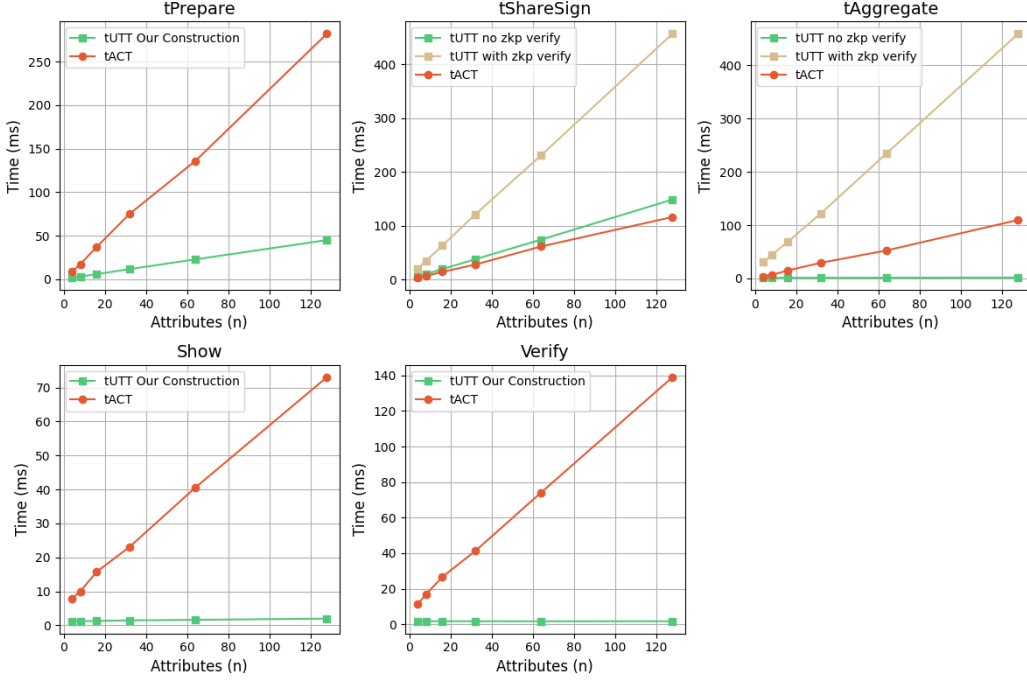 tPrepare
tUTT Our Construction
tACT
Time (ms)
0
50
100
150
200
250
0 20 40 60 80 100 120
Attributes (n)
tShareSign
tUTT no zkp verify
tUTT with zkp verify
tACT
Time (ms)
0
100
200
300
400
0 20 40 60 80 100 120
Attributes (n)
tAggregate
tUTT no zkp verify
tUTT with zkp verify
tACT
Time (ms)
0
100
200
300
400
0 20 40 60 80 100 120
Attributes (n)
Show
tUTT Our Construction
tACT
Time (ms)
0
10
20
30
40
50
60
70
0 20 40 60 80 100 120
Attributes (n)
Verify
tUTT Our Construction
tACT
Time (ms)
0
20
40
60
80
100
120
140
0 20 40 60 80 100 120
Attributes (n)